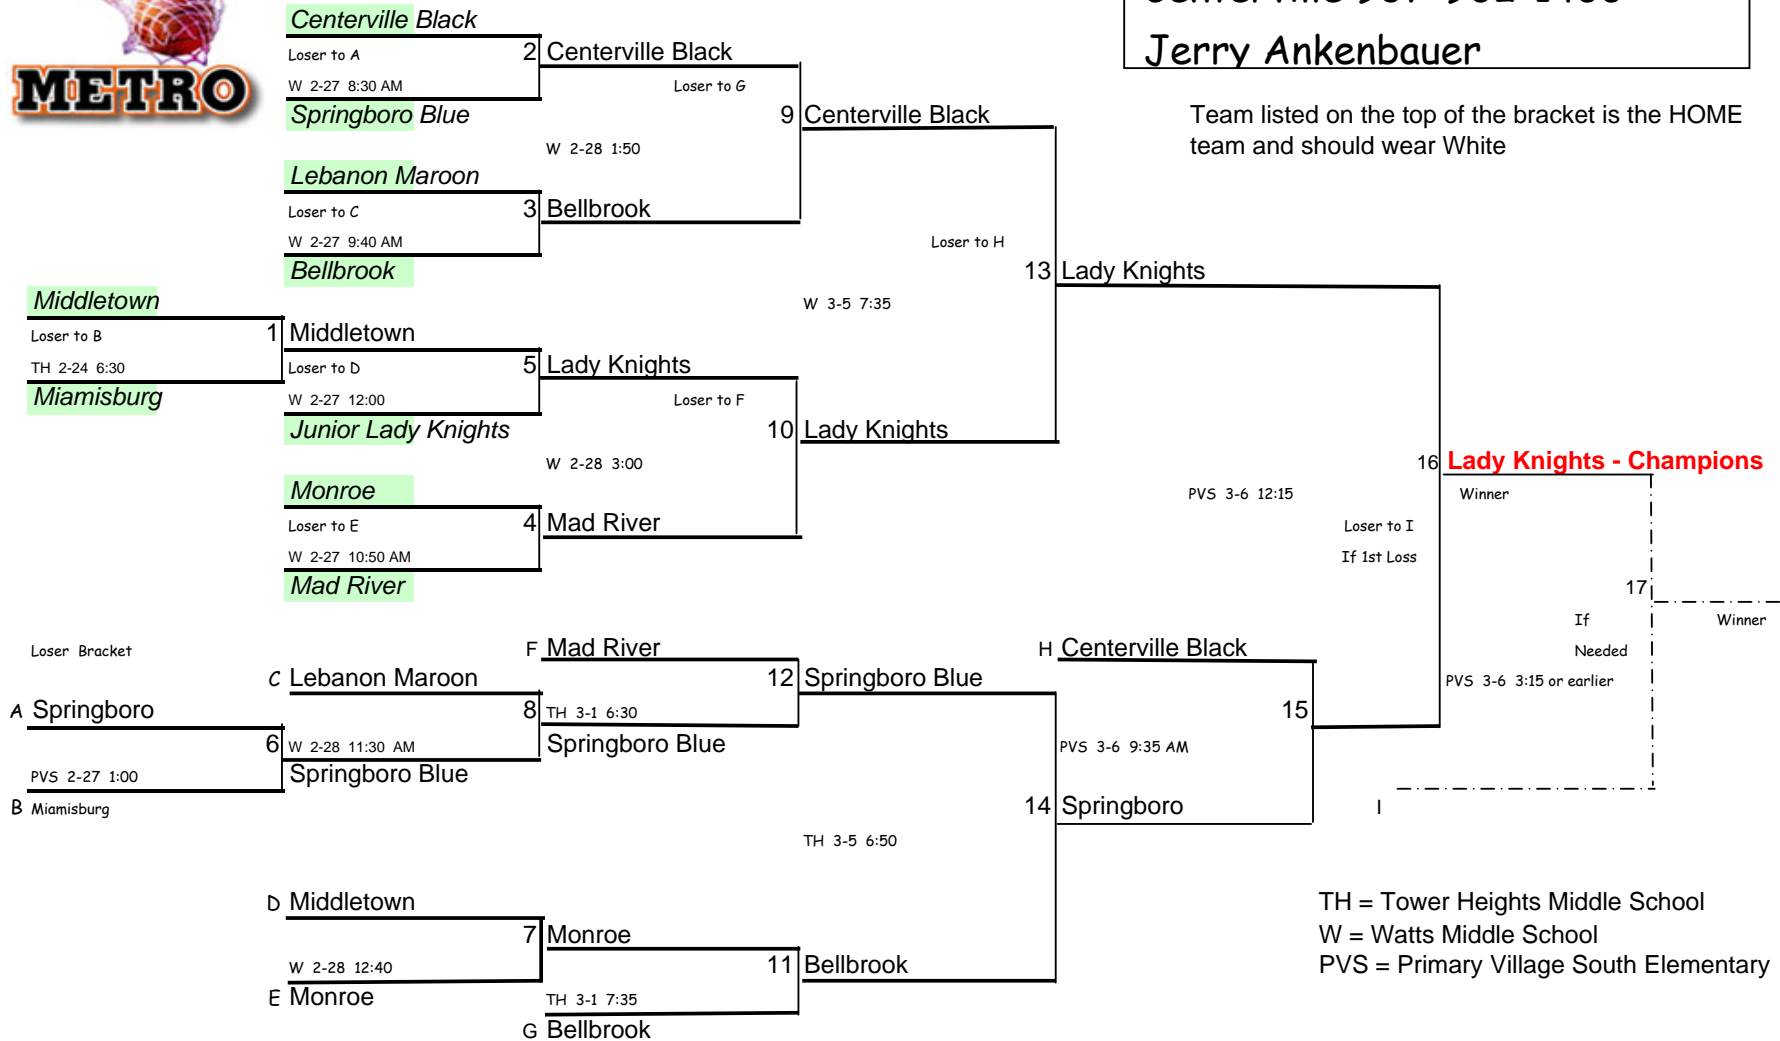 METRO
Jerry Ankenbauer
Team listed on the top of the bracket is the HOME
team and should wear White
Centerville Black
Loser to A
W 2-27 8:30 AM
Springboro Blue
2
Centerville Black
Loser to G
W 2-28 1:50
Lebanon Maroon
Loser to C
W 2-27 9:40 AM
Bellbrook
3
Bellbrook
9
Centerville Black
Loser to H
W 3-5 7:35
Middletown
Loser to B
TH 2-24 6:30
Miamisburg
1
Middletown
Loser to D
W 2-27 12:00
Junior Lady Knights
5
Lady Knights
Loser to F
W 2-28 3:00
Monroe
Loser to E
W 2-27 10:50 AM
Mad River
4
Mad River
10
Lady Knights
13
Lady Knights
PVS 3-6 12:15
Loser to I
If 1st Loss
16
Lady Knights - Champions
Winner
17
If
Needed
PVS 3-6 3:15 or earlier
Winner
Loser Bracket
A Springboro
PVS 2-27 1:00
B Miamisburg
6
C Lebanon Maroon
W 2-28 11:30 AM
Springboro Blue
8
F Mad River
TH 3-1 6:30
Springboro Blue
12
Springboro Blue
TH 3-5 6:50
H Centerville Black
PVS 3-6 9:35 AM
14
Springboro
15
I
D Middletown
W 2-28 12:40
E Monroe
7
Monroe
TH 3-1 7:35
G Bellbrook
11
Bellbrook
TH = Tower Heights Middle School
W = Watts Middle School
PVS = Primary Village South Elementary